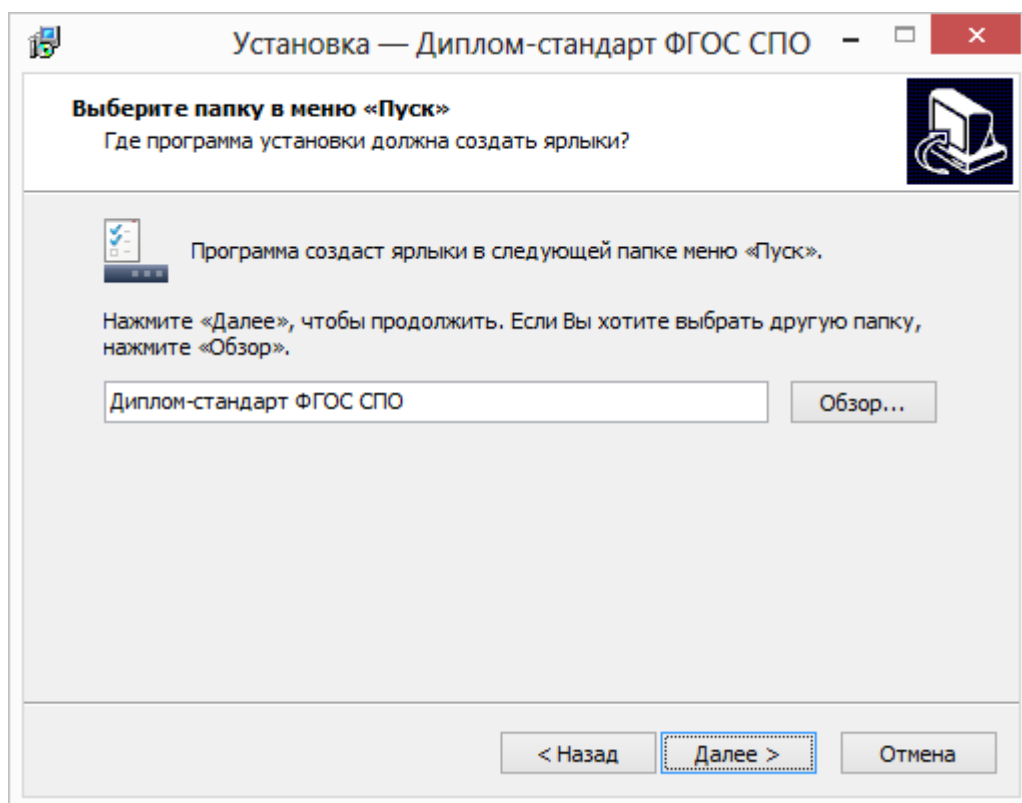 Установка — Диплом-стандарт ФГОС СПО
Выберите папку в меню «Пуск»
Где программа установки должна создать ярлыки?
Программа создаст ярлыки в следующей папке меню «Пуск».
Нажмите «Далее», чтобы продолжить. Если Вы хотите выбрать другую папку,
нажмите «Обзор».
Диплом-стандарт ФГОС СПО
Обзор...
< Назад
Далее >
Отмена